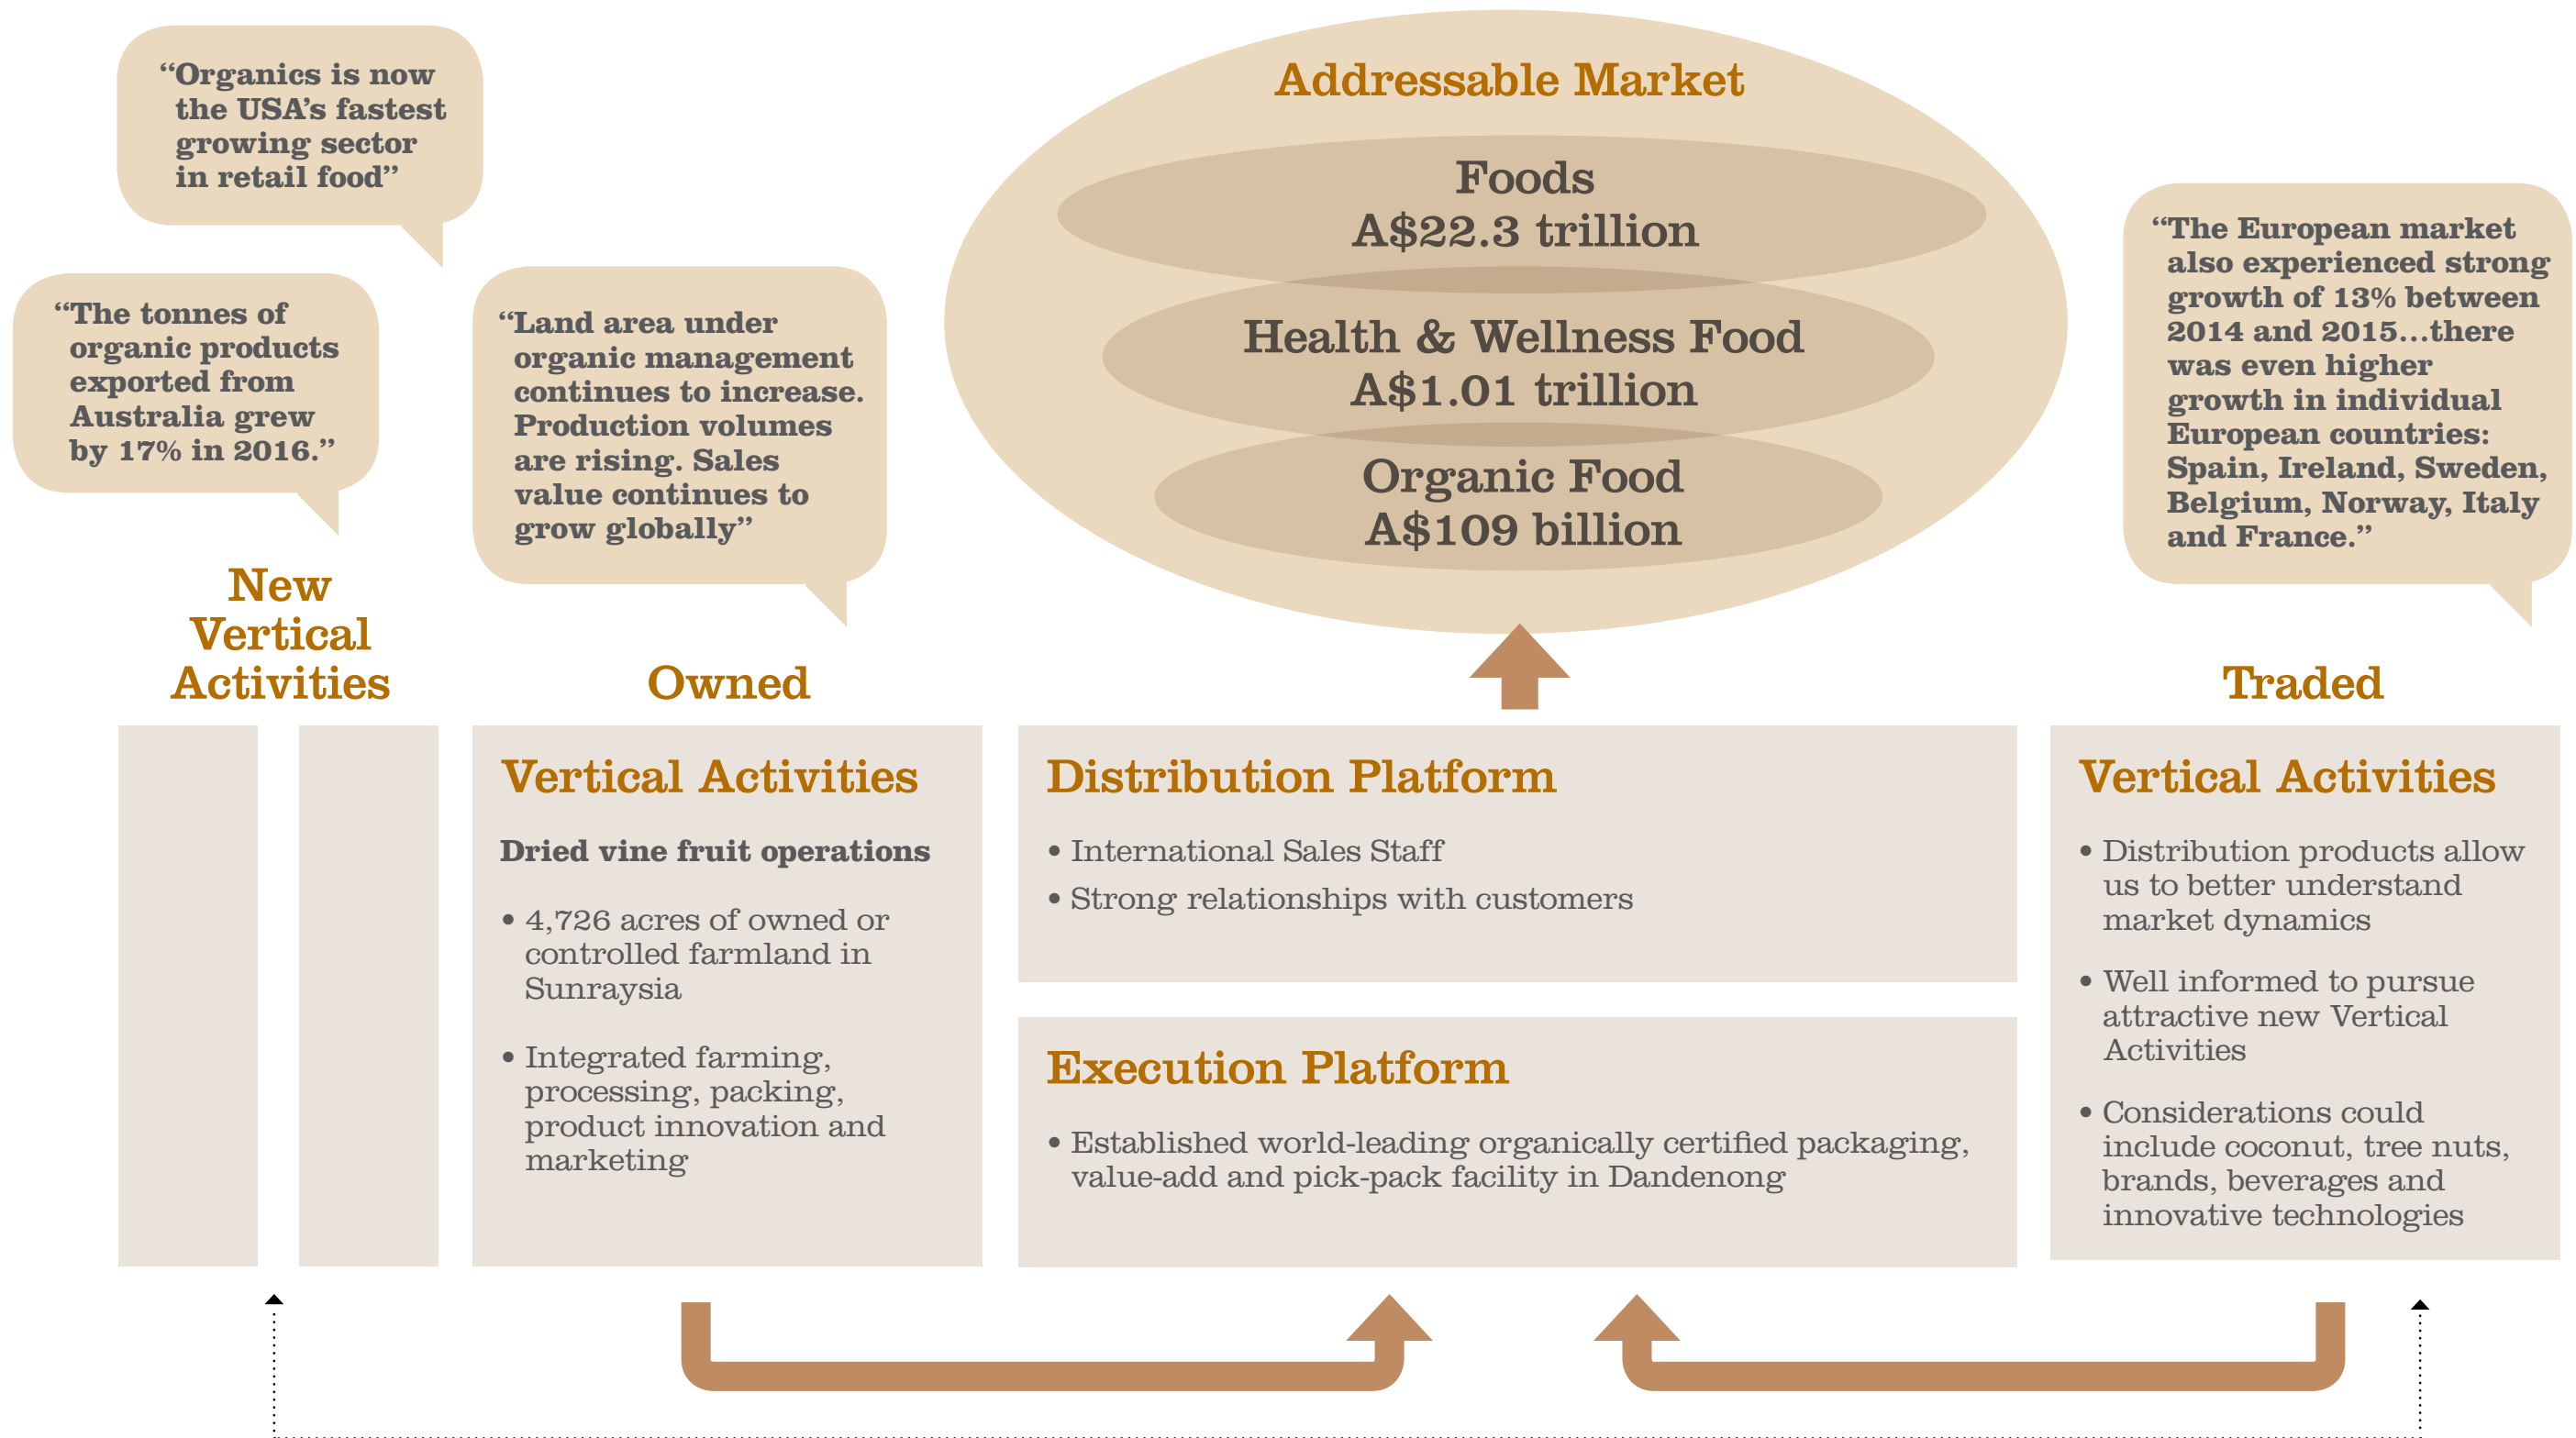 “Organics is now
the USA’s fastest
growing sector
in retail food”
“The tonnes of
organic products
exported from
Australia grew
by 17% in 2016.”
“Land area under
organic management
continues to increase.
Production volumes
are rising. Sales
value continues to
grow globally”
Addressable Market
Foods
A$22.3 trillion
Health & Wellness Food
A$1.01 trillion
Organic Food
A$109 billion
“The European market
also experienced strong
growth of 13% between
2014 and 2015...there
was even higher
growth in individual
European countries:
Spain, Ireland, Sweden,
Belgium, Norway, Italy
and France.”
New
Vertical
Activities
Owned
Vertical Activities
Dried vine fruit operations
• 4,726 acres of owned or
controlled farmland in
Sunraysia
• Integrated farming,
processing, packing,
product innovation and
marketing
Distribution Platform
• International Sales Staff
• Strong relationships with customers
Execution Platform
• Established world-leading organically certified packaging,
value-add and pick-pack facility in Dandenong
Traded
Vertical Activities
• Distribution products allow
us to better understand
market dynamics
• Well informed to pursue
attractive new Vertical
Activities
• Considerations could
include coconut, tree nuts,
brands, beverages and
innovative technologies